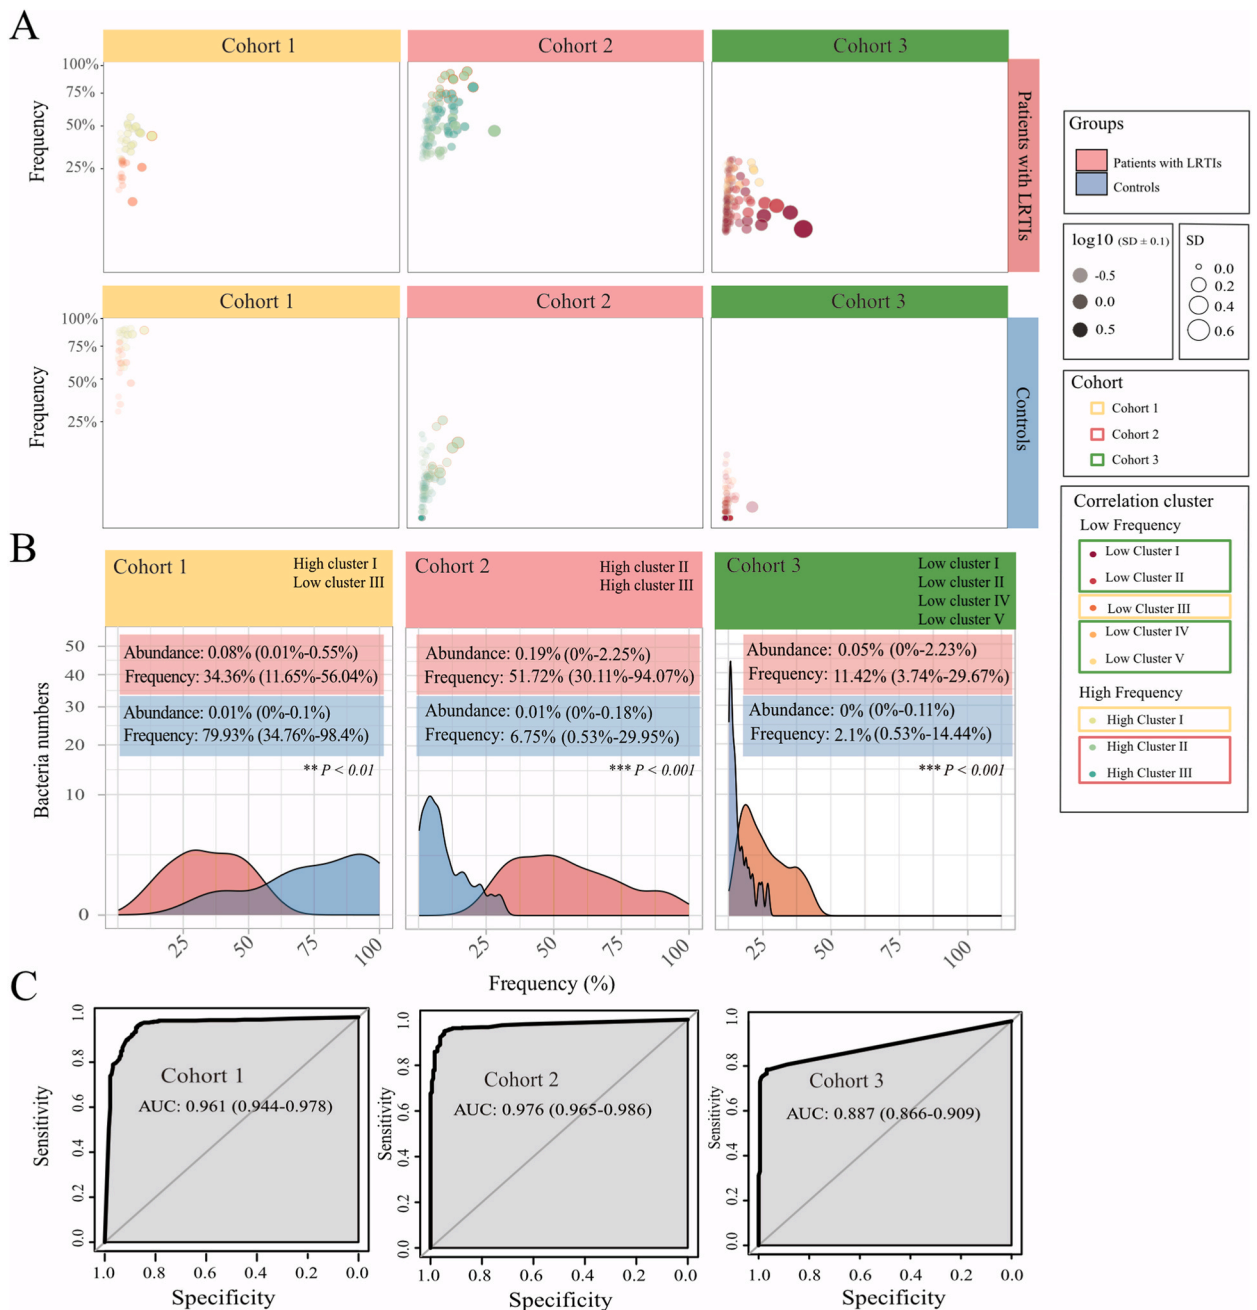 A
Cohort 1
Cohort 2
Cohort 3
Frequency
100%
75%
50%
25%
Patients with LRTIs
Cohort 1
Cohort 2
Cohort 3
Frequency
100%
75%
50%
25%
Controls
Groups
Patients with LRTIs
Controls
log10 (SD ± 0.1)
-0.5
0.0
0.5
SD
0.0
0.2
0.4
0.6
Cohort
Cohort 1
Cohort 2
Cohort 3
Correlation cluster
Low Frequency
Low Cluster I
Low Cluster II
Low Cluster III
Low Cluster IV
Low Cluster V
High Frequency
High Cluster I
High Cluster II
High Cluster III
B
Cohort 1
High cluster I
Low cluster III
Cohort 2
High cluster II
High cluster III
Cohort 3
Low cluster I
Low cluster II
Low cluster IV
Low cluster V
Bacteria numbers
50
40
30
20
10
0
Abundance: 0.08% (0.01%-0.55%)
Frequency: 34.36% (11.65%-56.04%)
Abundance: 0.01% (0%-0.1%)
Frequency: 79.93% (34.76%-98.4%)
** P < 0.01
25 50 75 100
Abundance: 0.19% (0%-2.25%)
Frequency: 51.72% (30.11%-94.07%)
Abundance: 0.01% (0%-0.18%)
Frequency: 6.75% (0.53%-29.95%)
*** P < 0.001
25 50 75 100
Abundance: 0.05% (0%-2.23%)
Frequency: 11.42% (3.74%-29.67%)
Abundance: 0% (0%-0.11%)
Frequency: 2.1% (0.53%-14.44%)
*** P < 0.001
25 50 75 100
Frequency (%)
C
Sensitivity
1.0
0.8
0.6
0.4
0.2
0.0
Cohort 1
AUC: 0.961 (0.944-0.978)
1.0 0.8 0.6 0.4 0.2 0.0
Specificity
Sensitivity
1.0
0.8
0.6
0.4
0.2
0.0
Cohort 2
AUC: 0.976 (0.965-0.986)
1.0 0.8 0.6 0.4 0.2 0.0
Specificity
Sensitivity
1.0
0.8
0.6
0.4
0.2
0.0
Cohort 3
AUC: 0.887 (0.866-0.909)
1.0 0.8 0.6 0.4 0.2 0.0
Specificity